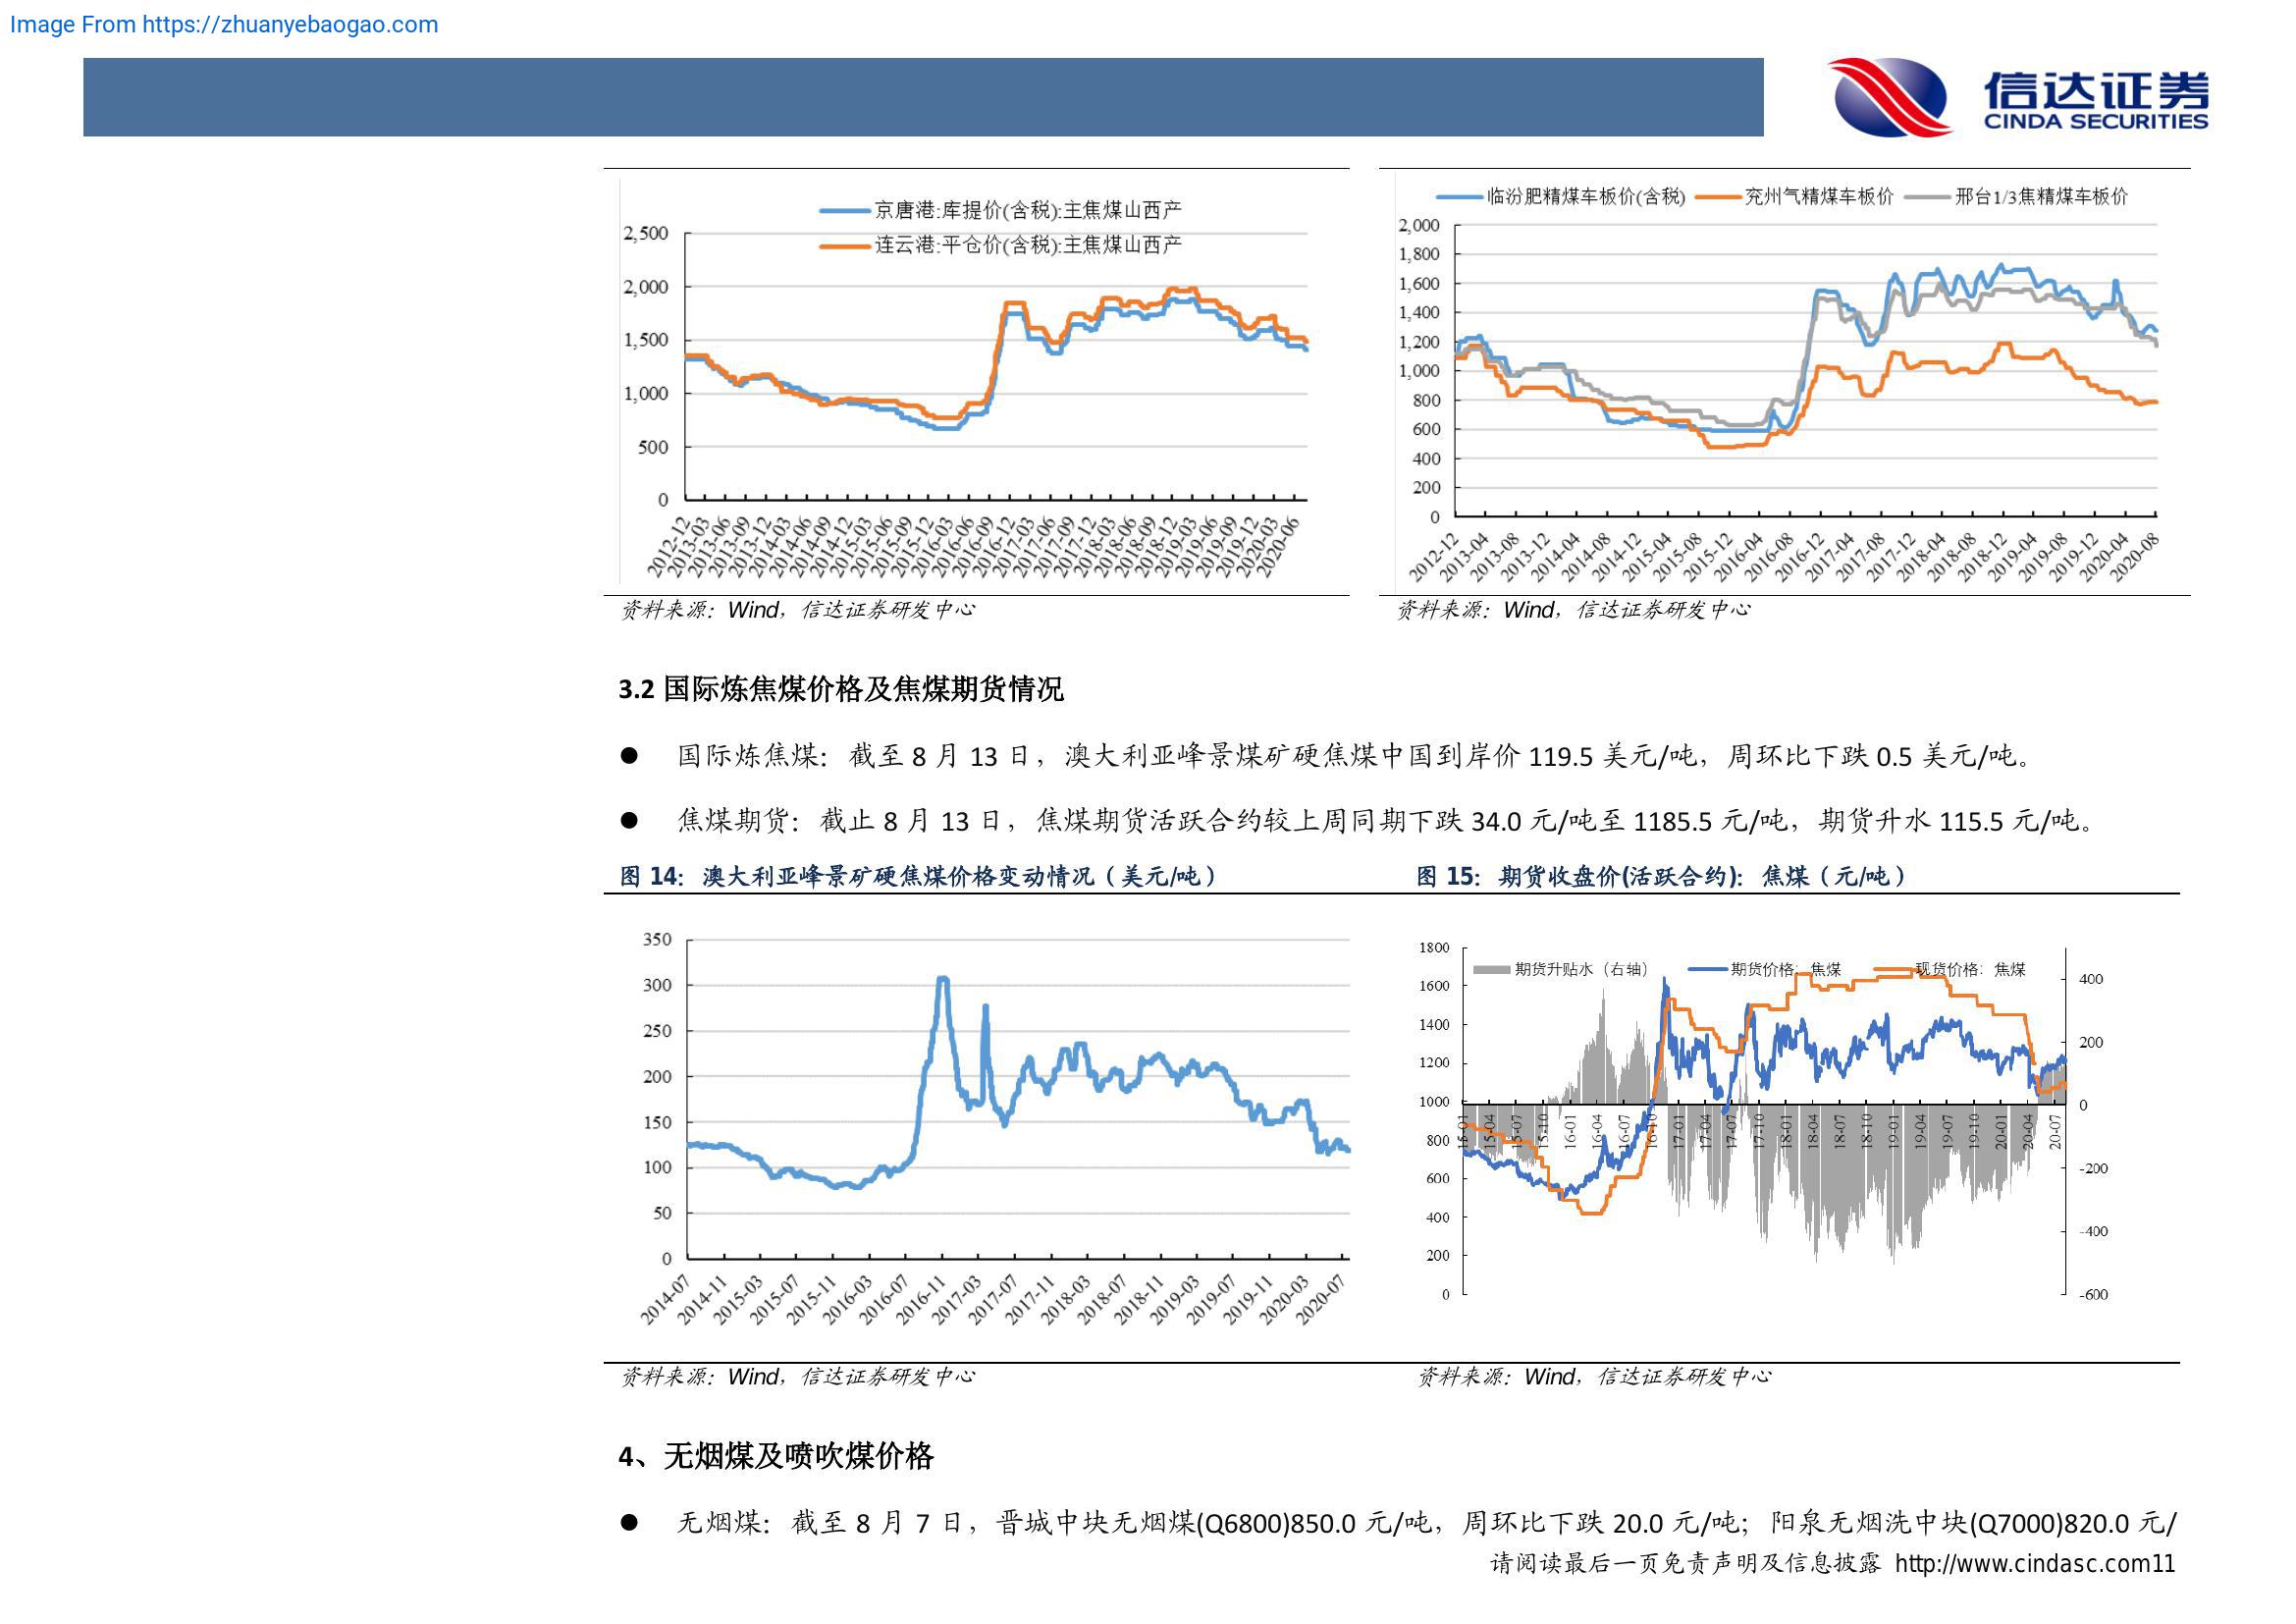 Image From https://zhuanyebaogao.com
信达证券
CINDA SECURITIES
京唐港:库提价(含税):主焦煤山西产
连云港:平仓价(含税):主焦煤山西产
2,500
2,000
1,500
1,000
500
0
2012-12 2013-03 2013-06 2013-09 2013-12 2014-03 2014-06 2014-09 2014-12 2015-03 2015-06 2015-09 2015-12 2016-03 2016-06 2016-09 2016-12 2017-03 2017-06 2017-09 2017-12 2018-03 2018-06 2018-09 2018-12 2019-03 2019-06 2019-09 2019-12 2020-03 2020-06
资料来源：Wind，信达证券研发中心
临汾肥精煤车板价(含税) 兖州气精煤车板价 邢台1/3焦精煤车板价
2,000
1,800
1,600
1,400
1,200
1,000
800
600
400
200
0
2012-12 2013-04 2013-08 2013-12 2014-04 2014-08 2014-12 2015-04 2015-08 2015-12 2016-04 2016-08 2016-12 2017-04 2017-08 2017-12 2018-04 2018-08 2018-12 2019-04 2019-08 2019-12 2020-04 2020-08
资料来源：Wind，信达证券研发中心
3.2 国际炼焦煤价格及焦煤期货情况
● 国际炼焦煤：截至 8 月 13 日，澳大利亚峰景煤矿硬焦煤中国到岸价 119.5 美元/吨，周环比下跌 0.5 美元/吨。
● 焦煤期货：截止 8 月 13 日，焦煤期货活跃合约较上周同期下跌 34.0 元/吨至 1185.5 元/吨，期货升水 115.5 元/吨。
图 14：澳大利亚峰景矿硬焦煤价格变动情况（美元/吨）
350
300
250
200
150
100
50
0
2014-07 2014-11 2015-03 2015-07 2015-11 2016-03 2016-07 2016-11 2017-03 2017-07 2017-11 2018-03 2018-07 2018-11 2019-03 2019-07 2019-11 2020-03 2020-07
资料来源：Wind，信达证券研发中心
图 15：期货收盘价(活跃合约)：焦煤（元/吨）
期货升贴水（右轴） 期货价格：焦煤 现货价格：焦煤
1800
1600
1400
1200
1000
800
600
400
200
0
400
200
0
-200
-400
-600
15-01 15-04 15-07 15-10 16-01 16-04 16-07 16-10 17-01 17-04 17-07 17-10 18-01 18-04 18-07 18-10 19-01 19-04 19-07 19-10 20-01 20-04 20-07
资料来源：Wind，信达证券研发中心
4、无烟煤及喷吹煤价格
● 无烟煤：截至 8 月 7 日，晋城中块无烟煤(Q6800)850.0 元/吨，周环比下跌 20.0 元/吨；阳泉无烟洗中块(Q7000)820.0 元/
请阅读最后一页免责声明及信息披露 http://www.cindasc.com11